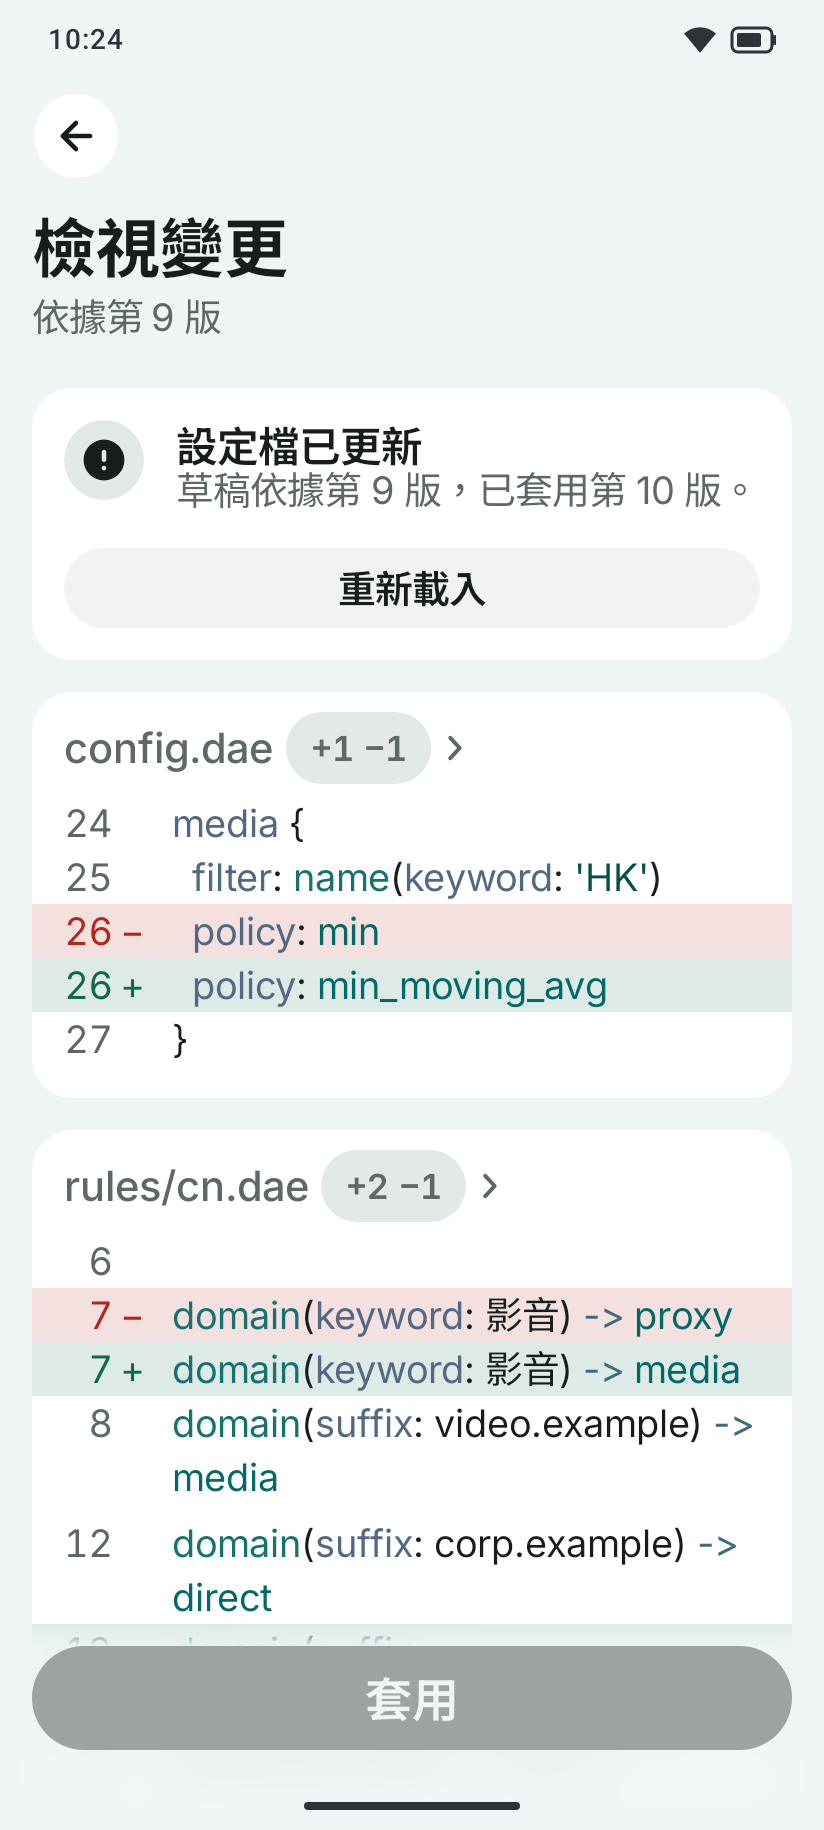 10:24
檢視變更
依據第 9 版
設定檔已更新
草稿依據第 9 版，已套用第 10 版。
重新載入
config.dae +1 −1
24 media {
25 filter: name(keyword: 'HK')
26 − policy: min
26 + policy: min_moving_avg
27 }
rules/cn.dae +2 −1
6
7 − domain(keyword: 影音) -> proxy
7 + domain(keyword: 影音) -> media
8 domain(suffix: video.example) ->
media
12 domain(suffix: corp.example) ->
direct
套用